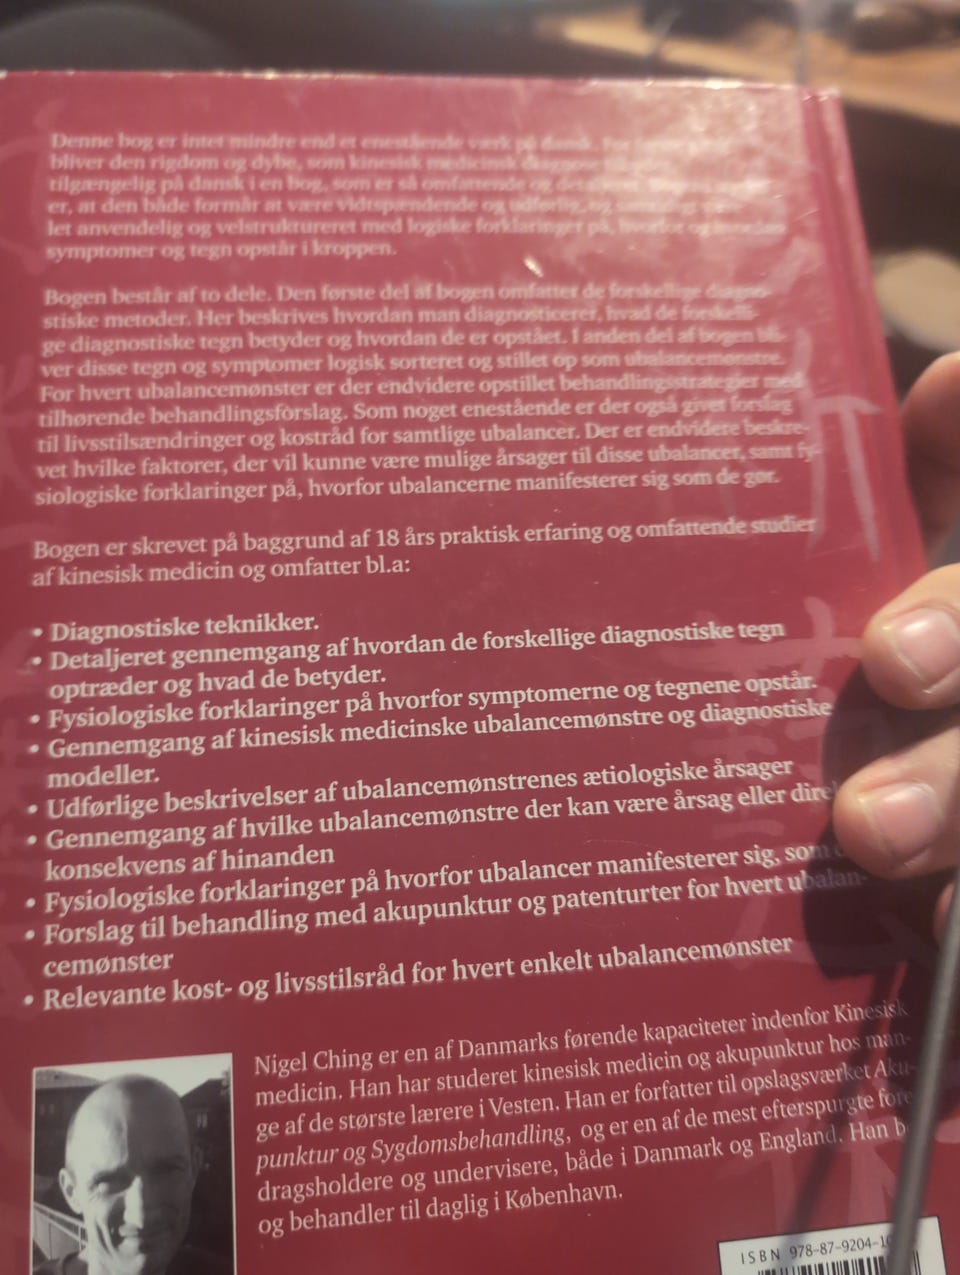 Denne bog er intet mindre end et enestående værk på dansk.
bliver den rigdom og dybe, som kinesisk medicinsk
tilgængelig på dansk i en bog, som er så omfattende og
er, at den både formår at være vidtspændende og udførlig, og
let anvendelig og velstruktureret med logiske forklaringer på, hvorfor og hvordan
symptomer og tegn opstår i kroppen.
Bogen består af to dele. Den første del af bogen omfatter de forskellige diagno-
stiske metoder. Her beskrives hvordan man diagnosticerer, hvad de forskelli-
ge diagnostiske tegn betyder og hvordan de er opstået. I anden del af bogen bli-
ver disse tegn og symptomer logisk sorteret og stillet op som ubalancemønstre.
For hvert ubalancemønster er der endvidere opstillet behandlingsstrategier med
tilhørende behandlingsforslag. Som noget enestående er der også givet forslag
til livsstilsændringer og kostråd for samtlige ubalancer. Der er endvidere beskre-
vet hvilke faktorer, der vil kunne være mulige årsager til disse ubalancer, samt fy-
siologiske forklaringer på, hvorfor ubalancerne manifesterer sig som de gør.
Bogen er skrevet på baggrund af 18 års praktisk erfaring og omfattende studier
af kinesisk medicin og omfatter bl.a:
• Diagnostiske teknikker.
• Detaljeret gennemgang af hvordan de forskellige diagnostiske tegn
optræder og hvad de betyder.
• Fysiologiske forklaringer på hvorfor symptomerne og tegnene opstår.
• Gennemgang af kinesisk medicinske ubalancemønstre og diagnostiske
modeller.
• Udførlige beskrivelser af ubalancemønstrenes ætiologiske årsager
• Gennemgang af hvilke ubalancemønstre der kan være årsag eller direk
konsekvens af hinanden
• Fysiologiske forklaringer på hvorfor ubalancer manifesterer sig, som
• Forslag til behandling med akupunktur og patenturter for hvert ubalan-
cemønster
• Relevante kost- og livsstilsråd for hvert enkelt ubalancemønster
Nigel Ching er en af Danmarks førende kapaciteter indenfor Kinesisk
medicin. Han har studeret kinesisk medicin og akupunktur hos man-
ge af de største lærere i Vesten. Han er forfatter til opslagsværket Aku-
punktur og Sygdomsbehandling, og er en af de mest efterspurgte fore
dragsholdere og undervisere, både i Danmark og England. Han b
og behandler til daglig i København.
ISBN 978-87-9204-1